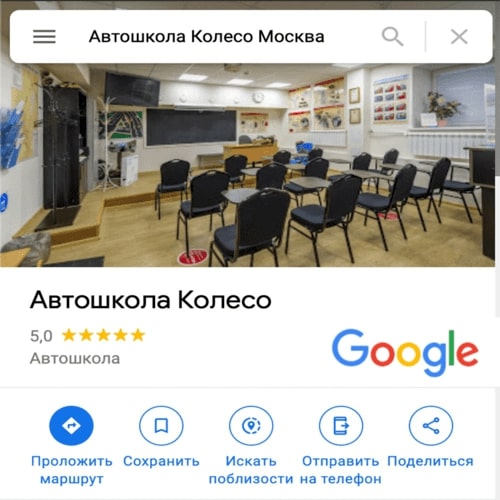 Автошкола Колесо Москва
Автошкола Колесо
5,0
Автошкола
Google
Проложить маршрут
Сохранить
Искать поблизости
Отправить на телефон
Поделиться